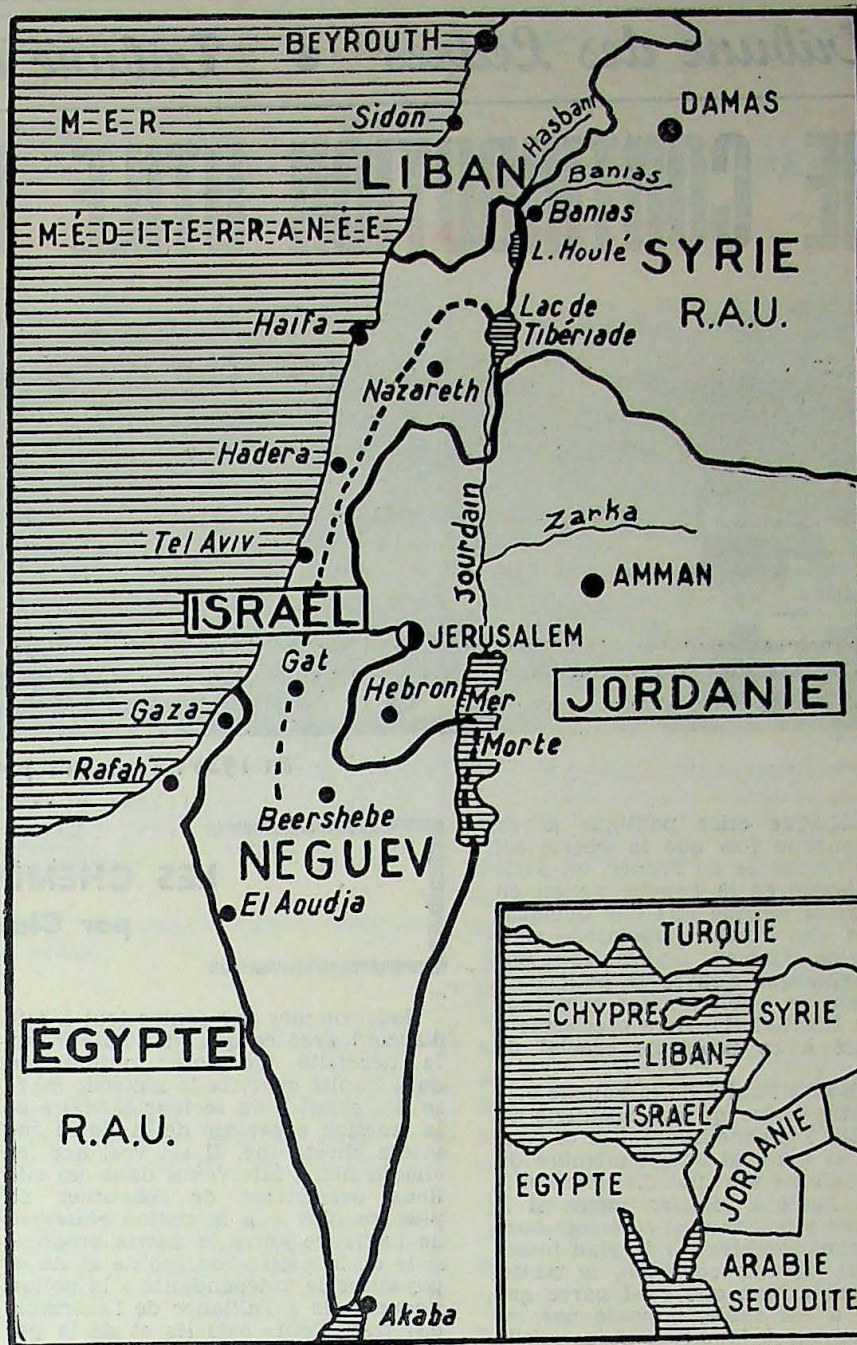 BEYROUTH
MER
Sidon
DAMAS
Hasbani
LIBAN
Banias
Banias
MÉDITERRANÉE
L. Houlé
SYRIE
R.A.U.
Lac de
Tibériade
Haifa
Nazareth
Hadera
Jourdain
Zarka
Tel Aviv
AMMAN
ISRAËL
JERUSALEM
Gat
Hebron
Mer
Morte
JORDANIE
Gaza
Rafah
Beershebe
NEGUEV
El Aoudja
EGYPTE
R.A.U.
Akaba
TURQUIE
CHYPRE
SYRIE
LIBAN
ISRAEL
JORDANIE
EGYPTE
ARABIE
SEOUDITE